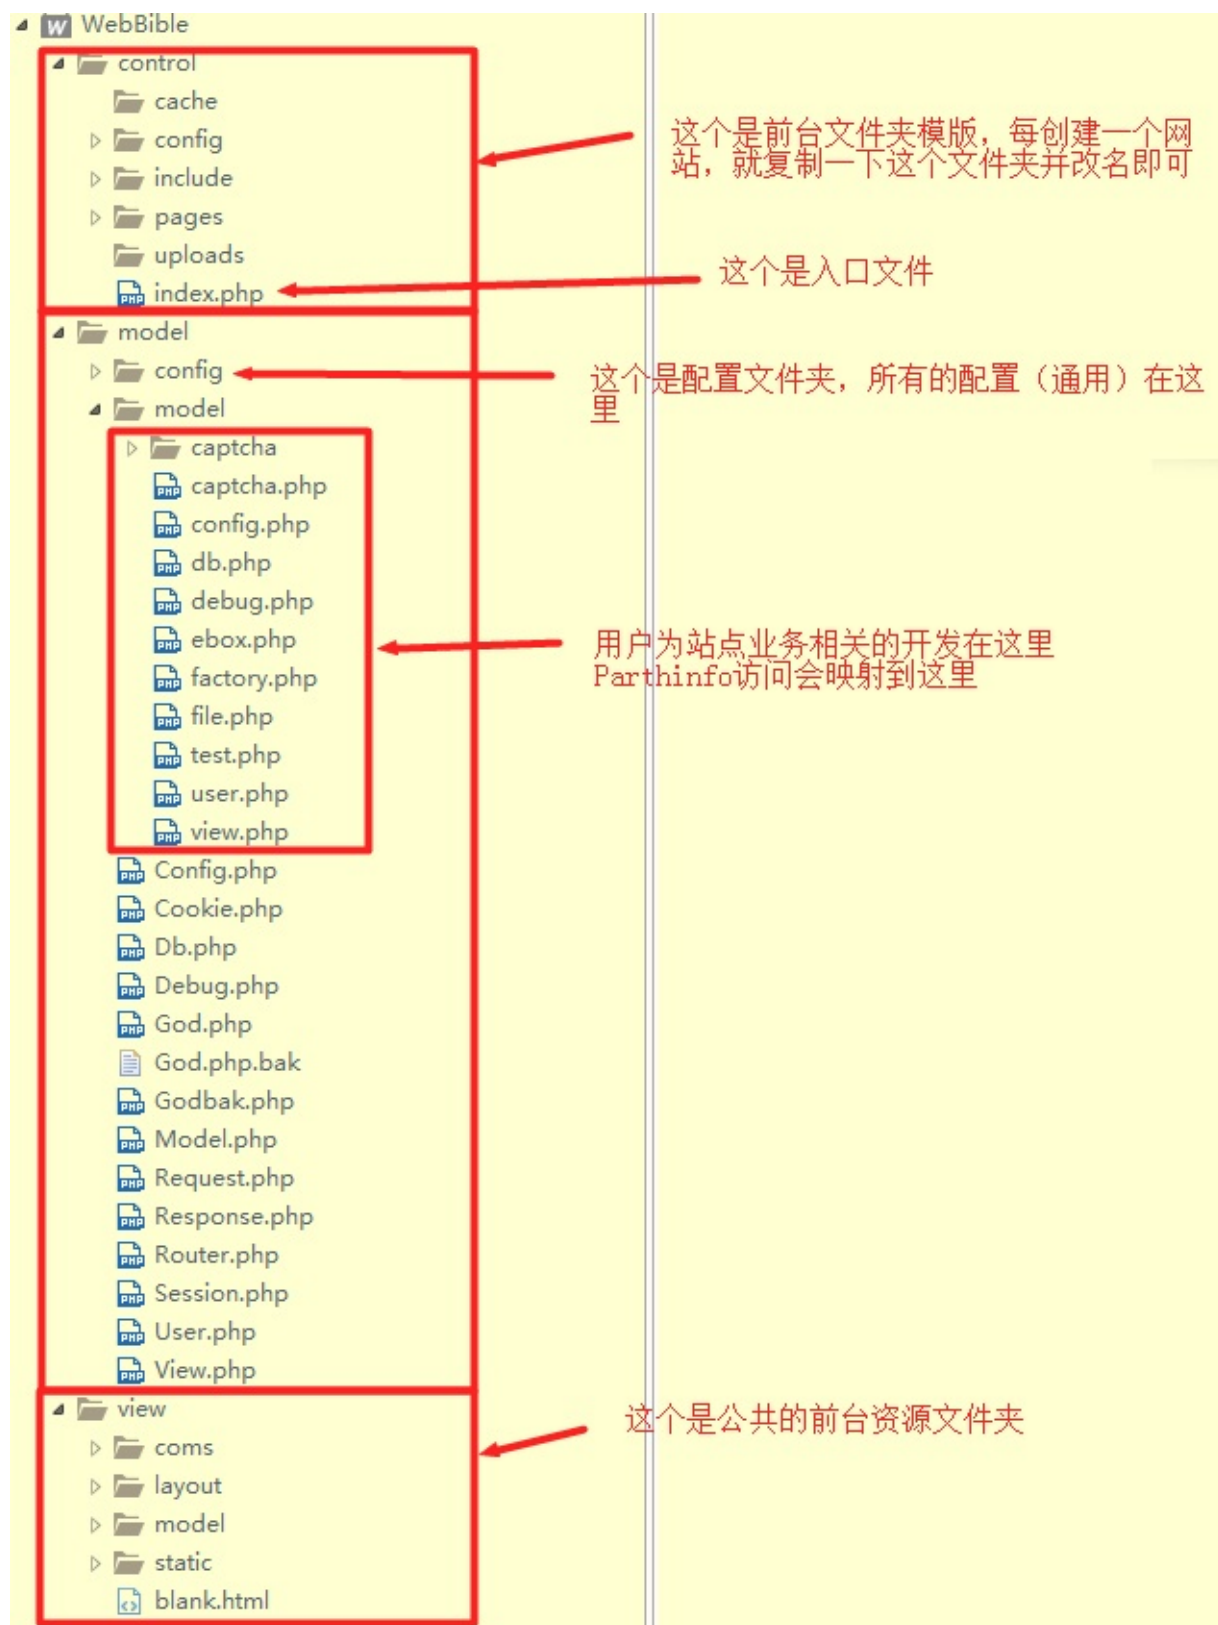 WebBible
control
cache
config
include
pages
uploads
index.php
这个是前台文件夹模版，每创建一个网
站，就复制一下这个文件夹并改名即可
这个是入口文件
model
config
这个是配置文件夹，所有的配置（通用）在这
里
model
captcha
captcha.php
config.php
db.php
debug.php
ebox.php
factory.php
file.php
test.php
user.php
view.php
用户为站点业务相关的开发在这里
Parthinfo访问会映射到这里
Config.php
Cookie.php
Db.php
Debug.php
God.php
God.php.bak
Godbak.php
Model.php
Request.php
Response.php
Router.php
Session.php
User.php
View.php
view
这个是公共的前台资源文件夹
coms
layout
model
static
blank.html